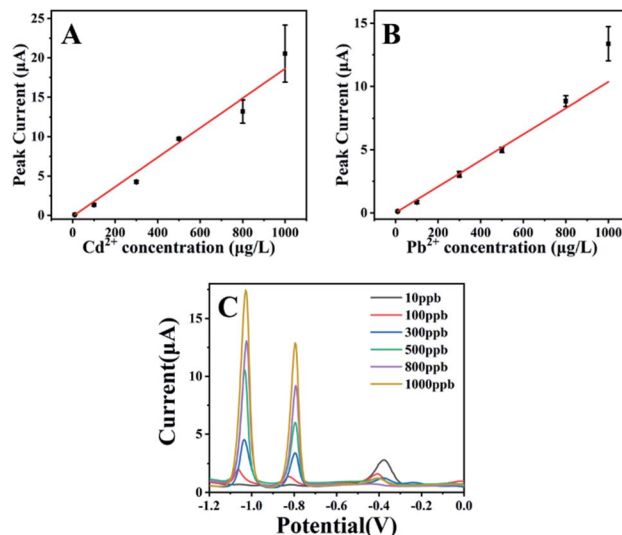 A
Peak Current (μA)
25
20
15
10
5
0
0 200 400 600 800 1000
Cd²⁺ concentration (μg/L)
B
Peak Current (μA)
15
10
5
0
0 200 400 600 800 1000
Pb²⁺ concentration (μg/L)
C
Current(μA)
15
10
5
0
10ppb
100ppb
300ppb
500ppb
800ppb
1000ppb
-1.2 -1.0 -0.8 -0.6 -0.4 -0.2 0.0
Potential(V)